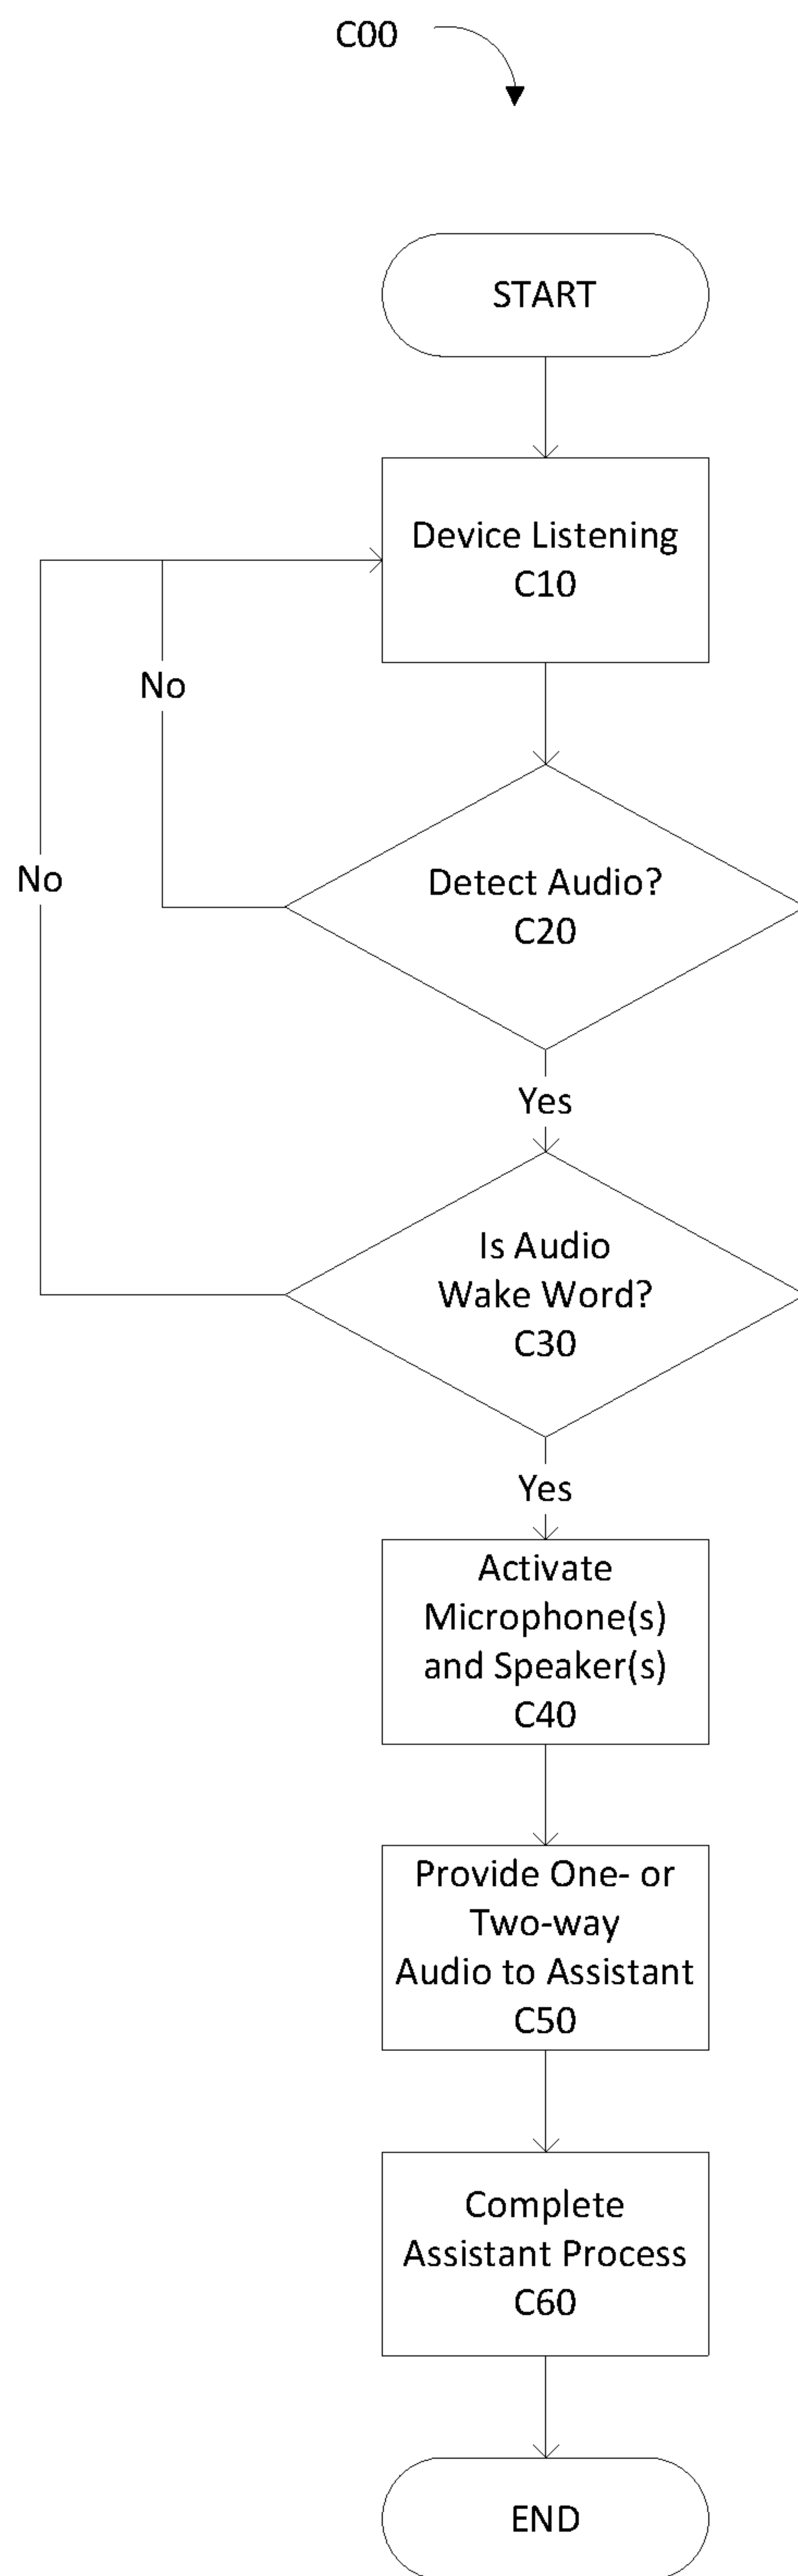 C00
START
Device Listening
C10
No
Detect Audio?
C20
No
Yes
Is Audio
Wake Word?
C30
Yes
Activate
Microphone(s)
and Speaker(s)
C40
Provide One- or
Two-way
Audio to Assistant
C50
Complete
Assistant Process
C60
END